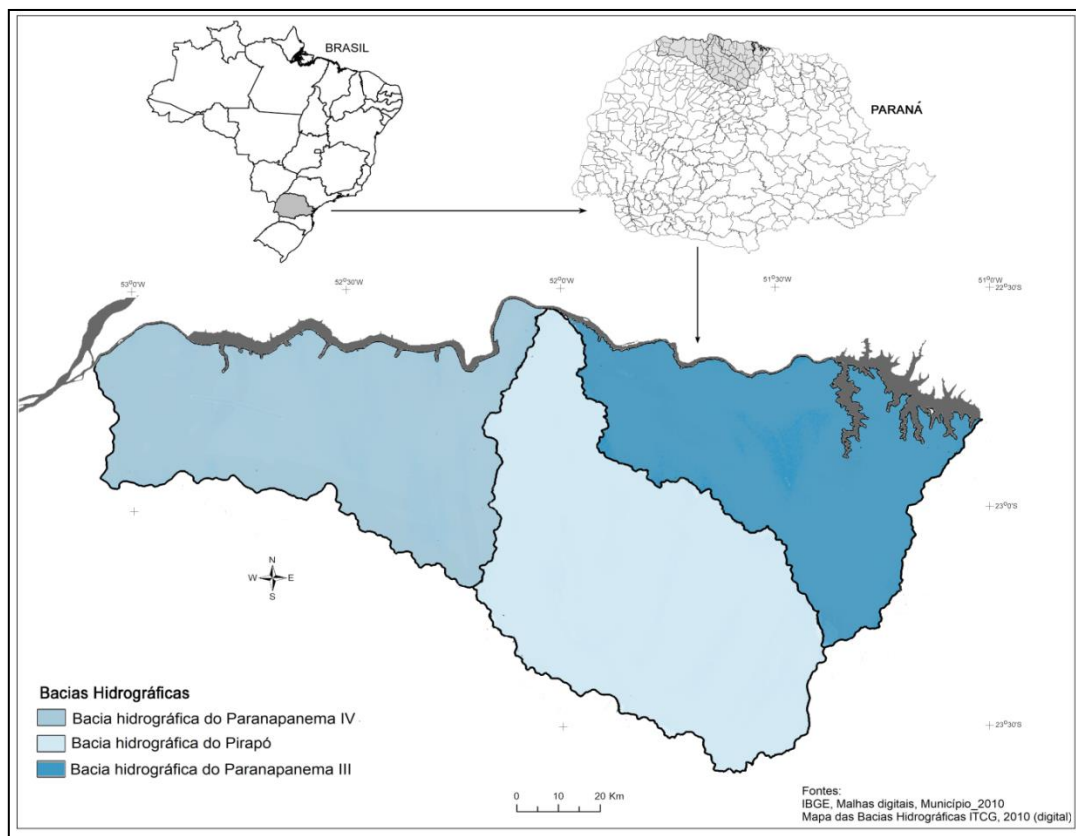 BRASIL
PARANÁ
53°0'W
52°30'W
52°0'W
51°30'W
51°0'W
22°30'S
23°0'S
N
W E
S
Bacias Hidrográficas
Bacia hidrográfica do Paranapanema IV
Bacia hidrográfica do Pirapó
Bacia hidrográfica do Paranapanema III
23°30'S
0 10 20 Km
Fontes:
IBGE, Malhas digitais, Município_2010
Mapa das Bacias Hidrográficas ITCG, 2010 (digital)